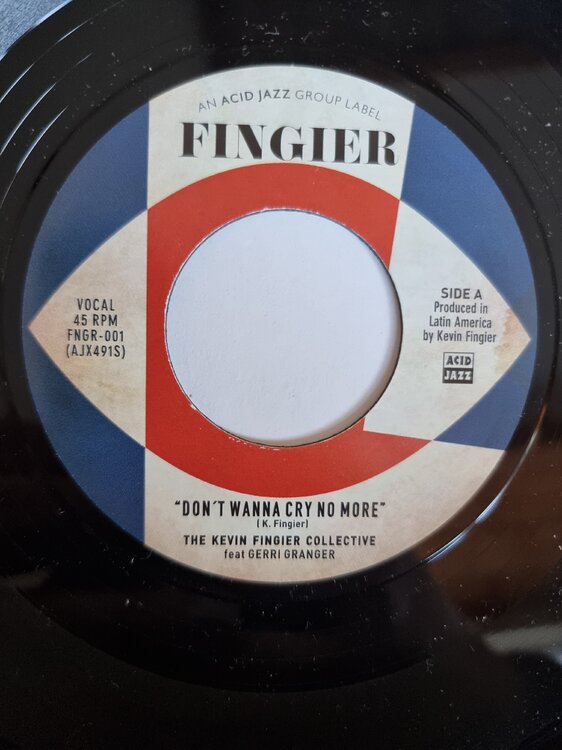 AN ACID JAZZ GROUP LABEL
FINGIER
VOCAL
45 RPM
FNGR-001
(AJX491S)
SIDE A
Produced in
Latin America
by Kevin Fingier
ACID
JAZZ
"DON´T WANNA CRY NO MORE"
(K. Fingier)
THE KEVIN FINGIER COLLECTIVE
feat GERRI GRANGER